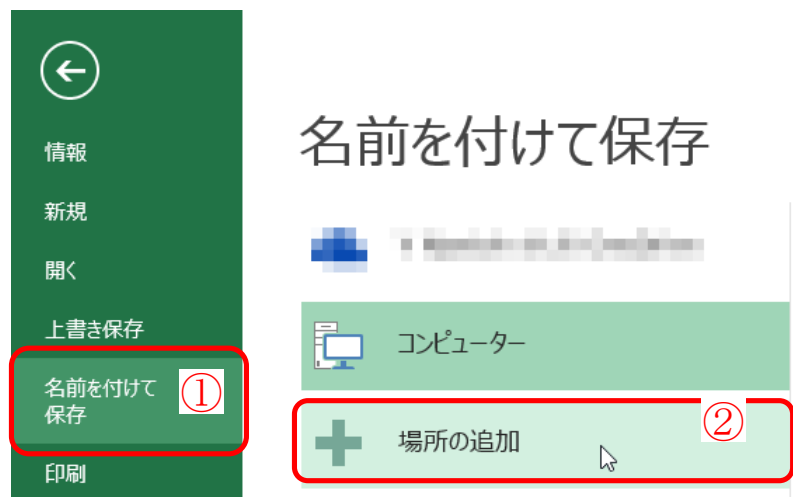 情報
新規
開く
上書き保存
名前を付けて
保存
①
印刷
名前を付けて保存
コンピューター
場所の追加
②